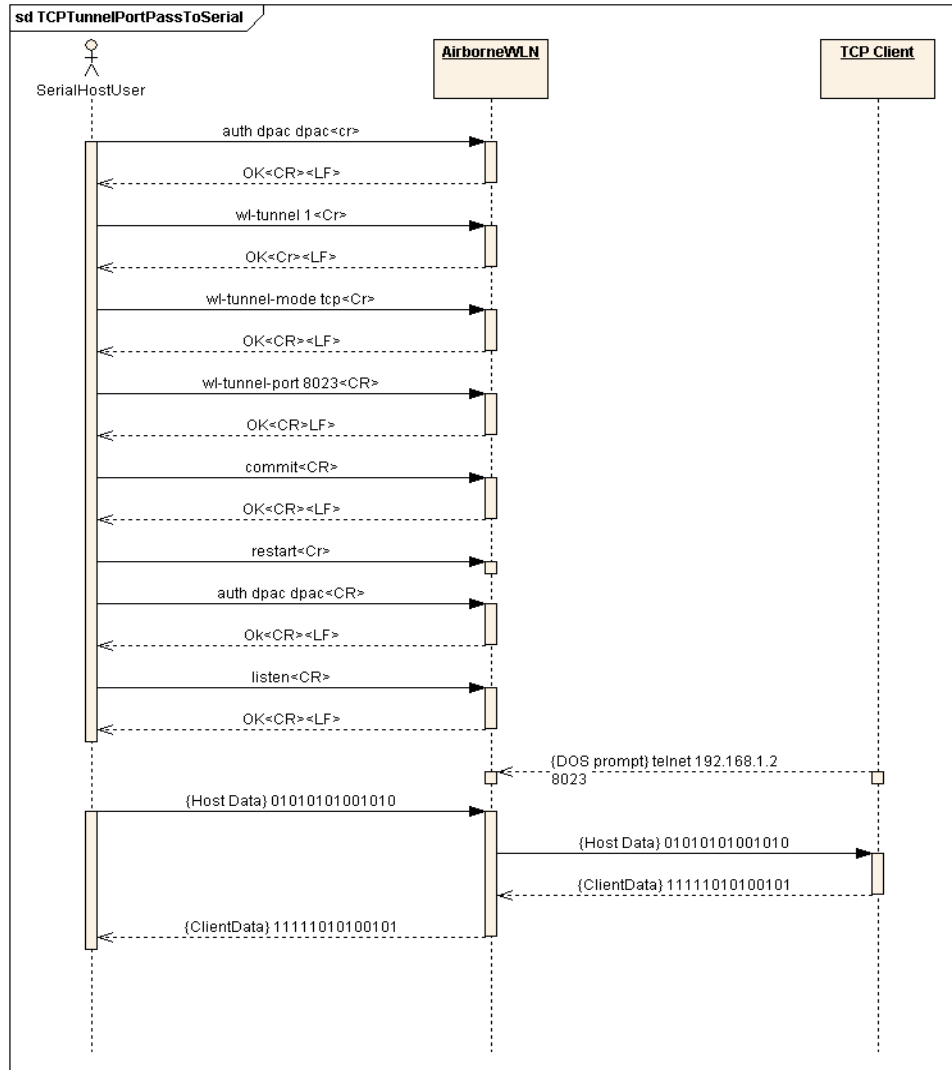 sd TCPTunnelPortPassToSerial
SerialHostUser
AirborneWLN
TCP Client
auth dpac dpac<cr>
OK<CR><LF>
wl-tunnel 1<Cr>
OK<Cr><LF>
wl-tunnel-mode tcp<Cr>
OK<CR><LF>
wl-tunnel-port 8023<CR>
OK<CR>LF>
commit<CR>
OK<CR><LF>
restart<Cr>
auth dpac dpac<CR>
Ok<CR><LF>
listen<CR>
OK<CR><LF>
{DOS prompt} telnet 192.168.1.2
8023
{Host Data} 01010101001010
{Host Data} 01010101001010
{ClientData} 11111010100101
{ClientData} 11111010100101